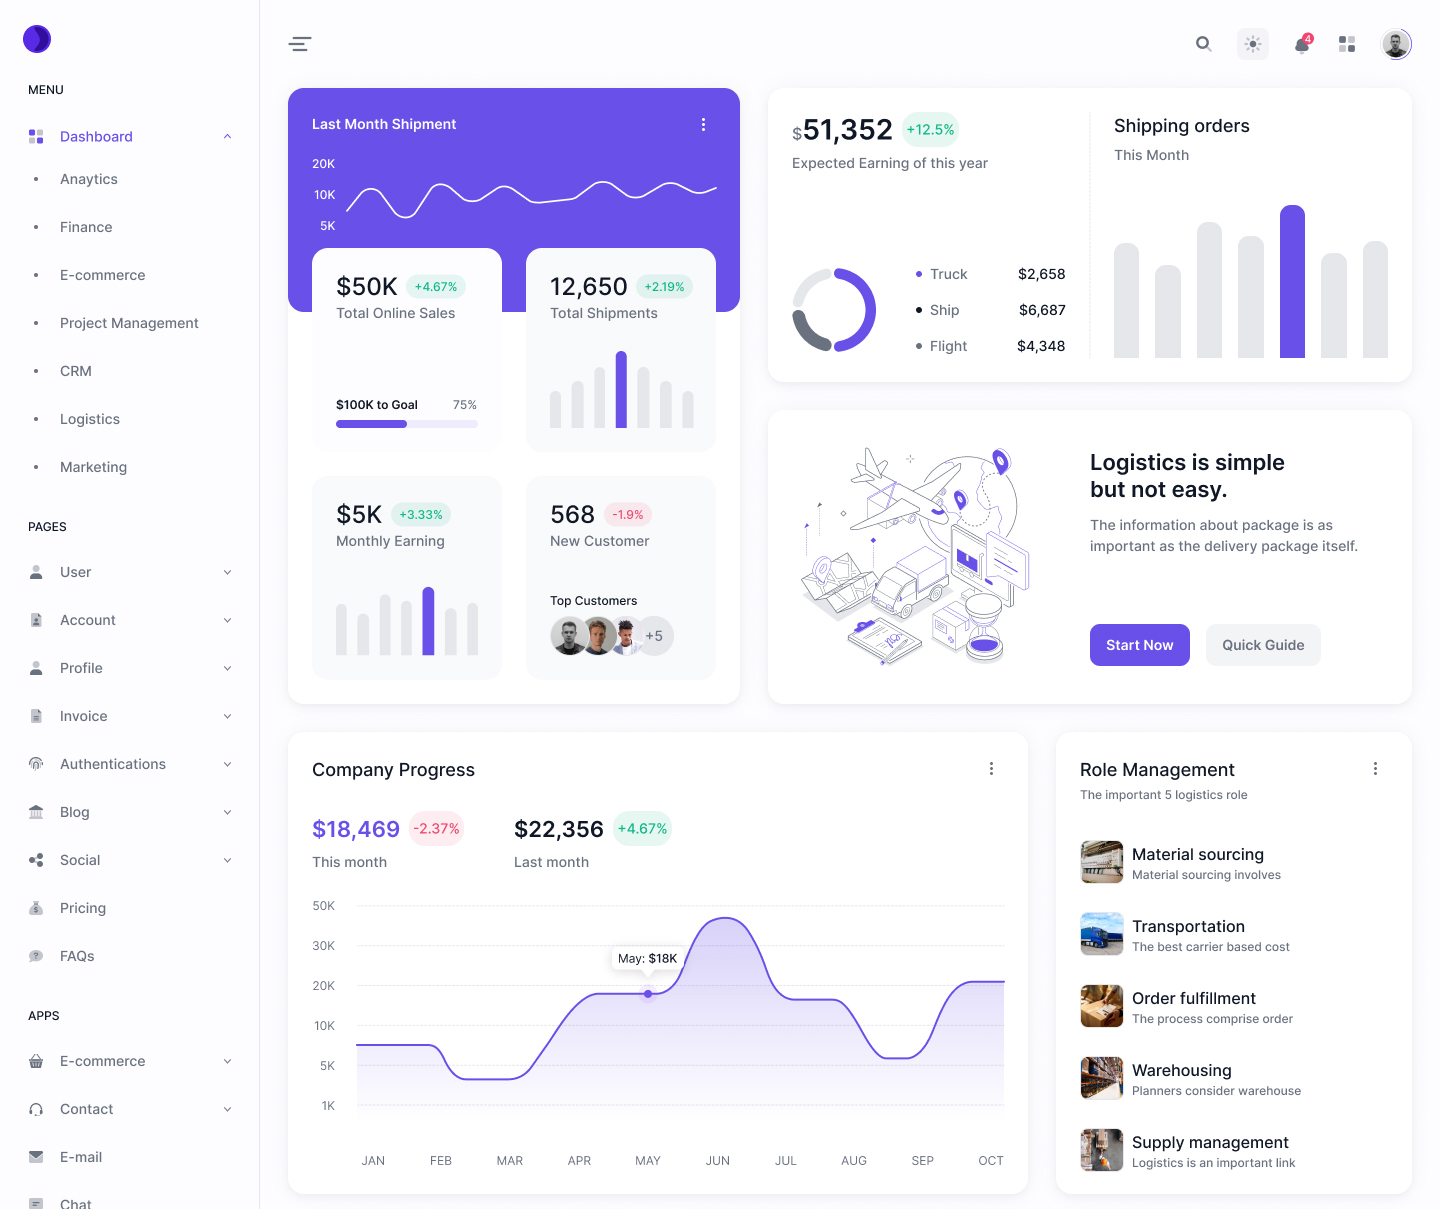 MENU
Dashboard
Anaytics
Finance
E-commerce
Project Management
CRM
Logistics
Marketing
PAGES
User
Account
Profile
Invoice
Authentications
Blog
Social
Pricing
FAQs
APPS
E-commerce
Contact
E-mail
Chat
4
Last Month Shipment
20K
10K
5K
$50K +4.67%
Total Online Sales
$100K to Goal 75%
12,650 +2.19%
Total Shipments
$5K +3.33%
Monthly Earning
568 -1.9%
New Customer
Top Customers
+5
$51,352 +12.5%
Expected Earning of this year
Truck $2,658
Ship $6,687
Flight $4,348
Shipping orders
This Month
Logistics is simple
but not easy.
The information about package is as
important as the delivery package itself.
Start Now
Quick Guide
Company Progress
$18,469 -2.37%
This month
$22,356 +4.67%
Last month
50K
30K
20K
10K
5K
1K
May: $18K
JAN FEB MAR APR MAY JUN JUL AUG SEP OCT
Role Management
The important 5 logistics role
Material sourcing
Material sourcing involves
Transportation
The best carrier based cost
Order fulfillment
The process comprise order
Warehousing
Planners consider warehouse
Supply management
Logistics is an important link